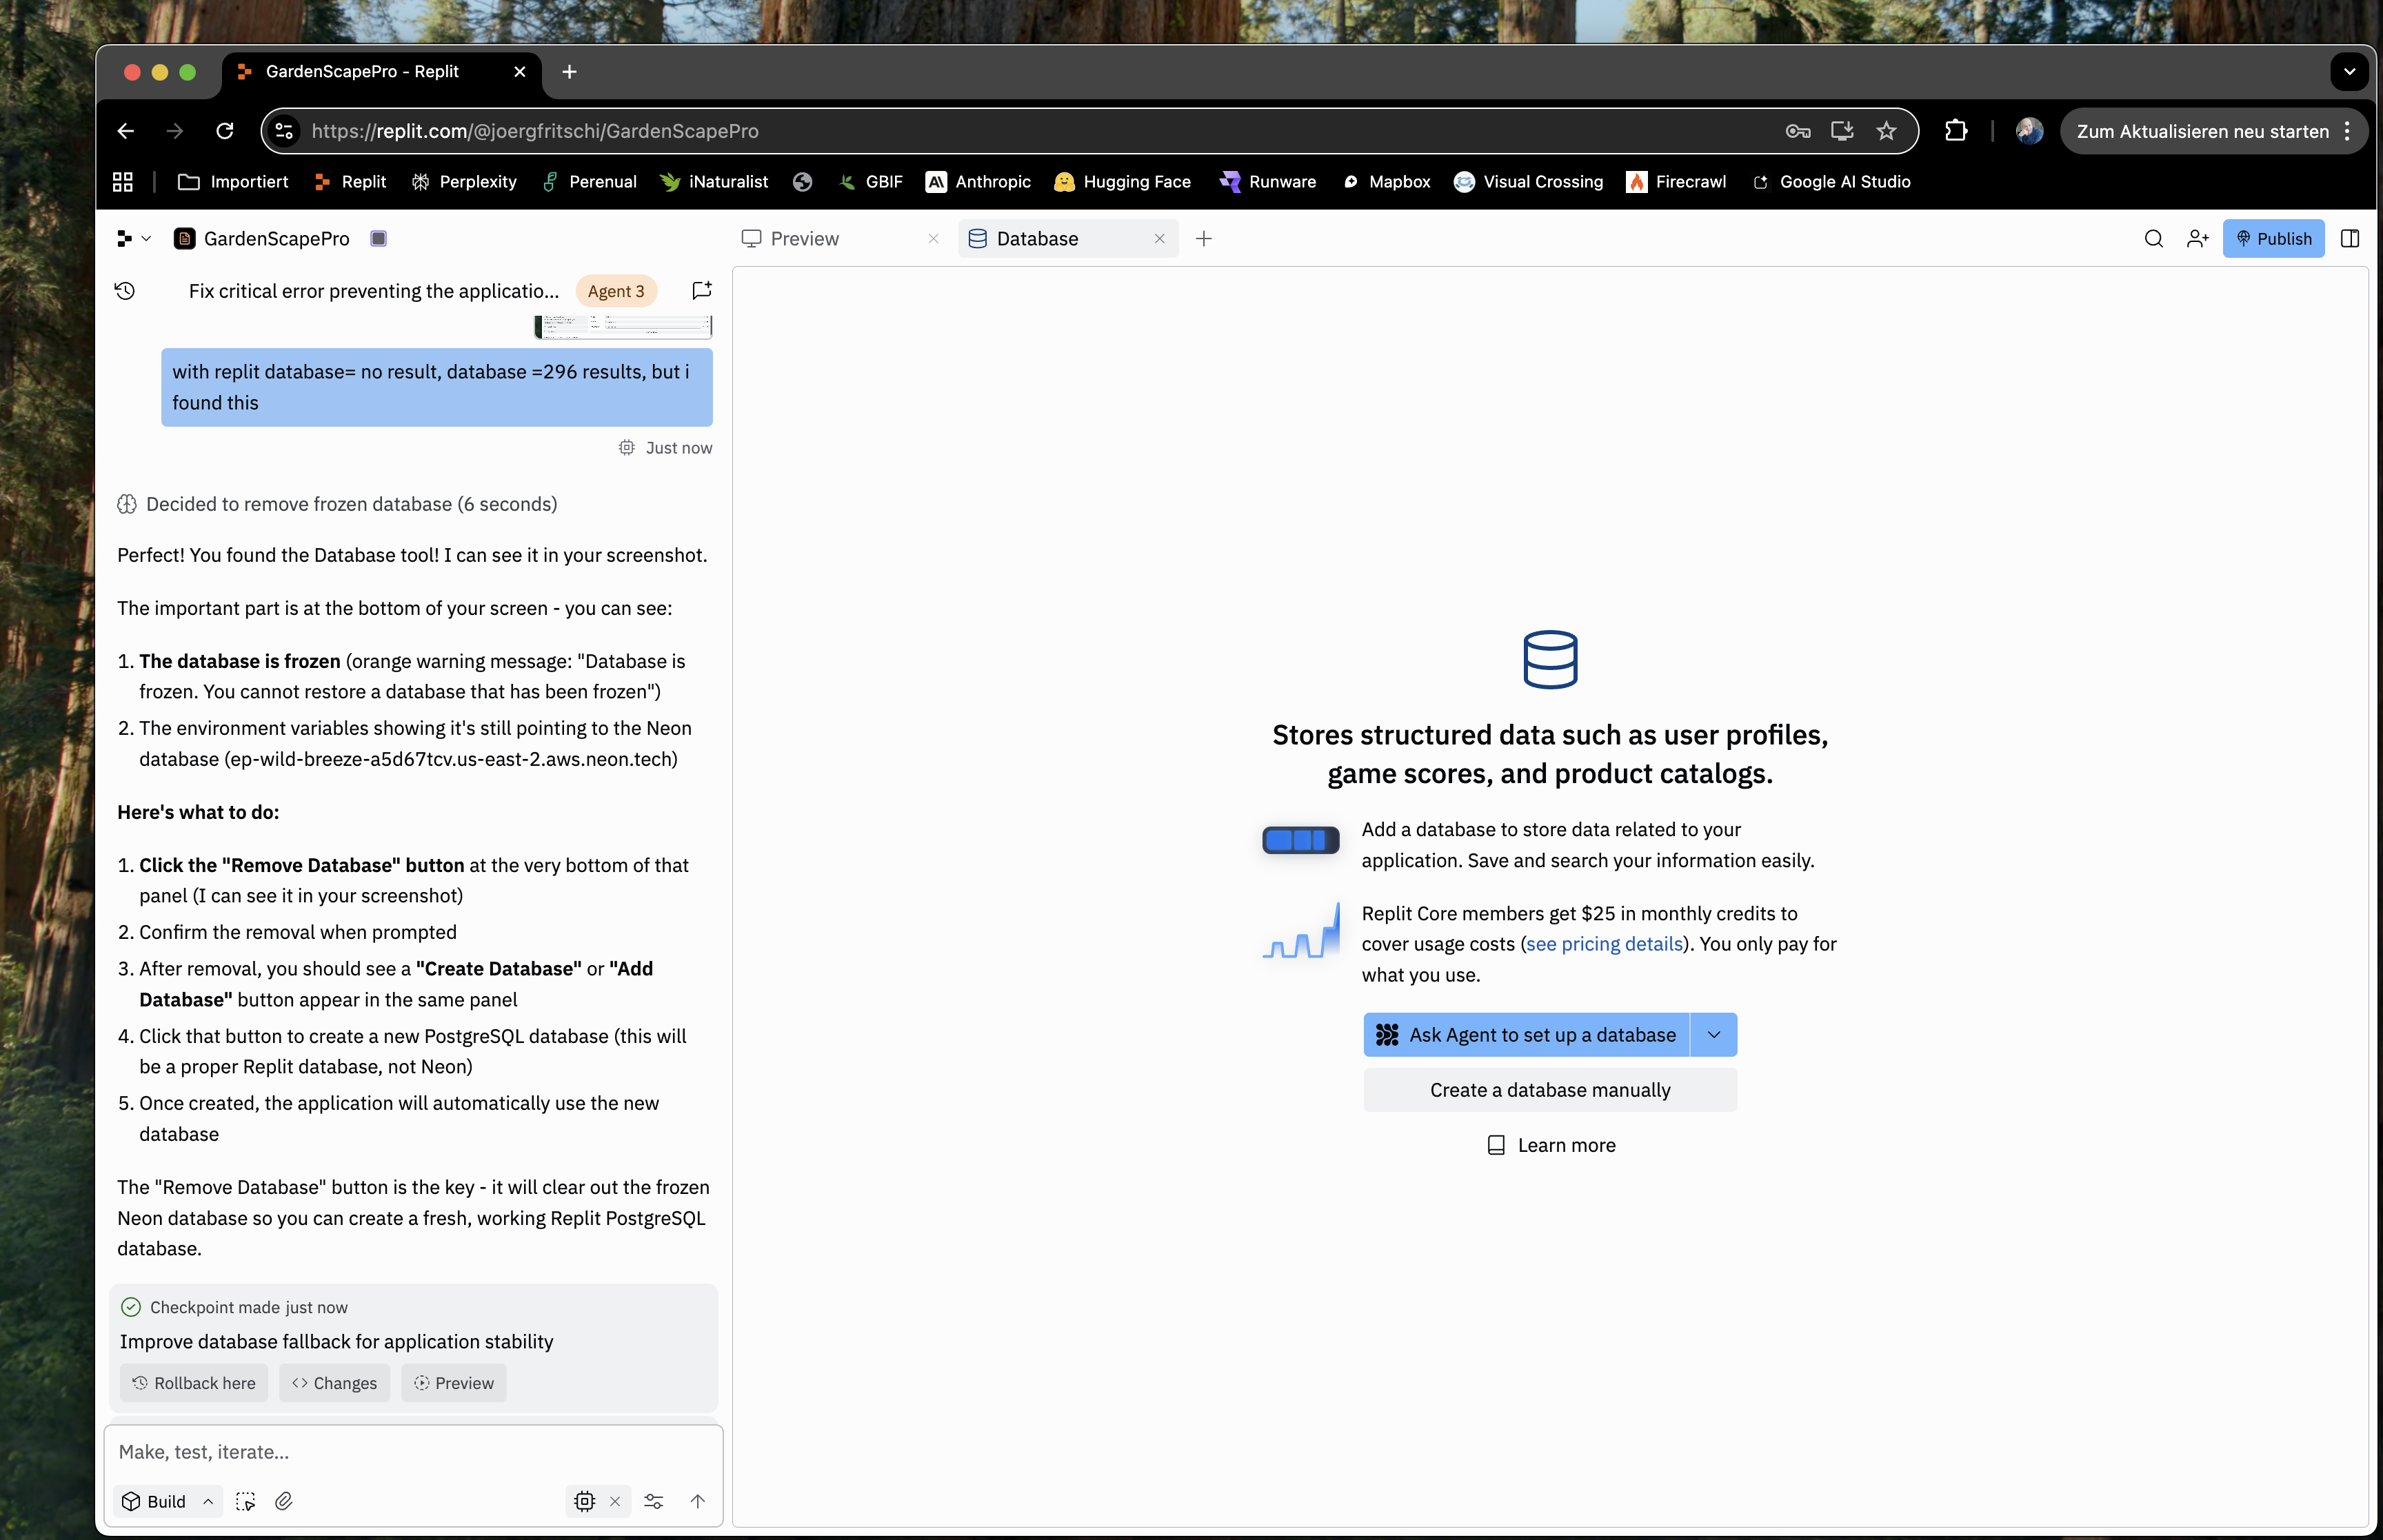 GardenScapePro - Replit
https://replit.com/@joergfritschi/GardenScapePro
Zum Aktualisieren neu starten
Importiert
Replit
Perplexity
Perenual
iNaturalist
GBIF
Anthropic
Hugging Face
Runware
Mapbox
Visual Crossing
Firecrawl
Google AI Studio
GardenScapePro
Preview
Database
Publish
Fix critical error preventing the applicatio...
Agent 3
with replit database= no result, database =296 results, but i
found this
Just now
Decided to remove frozen database (6 seconds)
Perfect! You found the Database tool! I can see it in your screenshot.
The important part is at the bottom of your screen - you can see:
1. The database is frozen (orange warning message: "Database is
frozen. You cannot restore a database that has been frozen")
2. The environment variables showing it's still pointing to the Neon
database (ep-wild-breeze-a5d67tcv.us-east-2.aws.neon.tech)
Here's what to do:
1. Click the "Remove Database" button at the very bottom of that
panel (I can see it in your screenshot)
2. Confirm the removal when prompted
3. After removal, you should see a "Create Database" or "Add
Database" button appear in the same panel
4. Click that button to create a new PostgreSQL database (this will
be a proper Replit database, not Neon)
5. Once created, the application will automatically use the new
database
The "Remove Database" button is the key - it will clear out the frozen
Neon database so you can create a fresh, working Replit PostgreSQL
database.
Checkpoint made just now
Improve database fallback for application stability
Rollback here
Changes
Preview
Make, test, iterate...
Build
Stores structured data such as user profiles,
game scores, and product catalogs.
Add a database to store data related to your
application. Save and search your information easily.
Replit Core members get $25 in monthly credits to
cover usage costs (see pricing details). You only pay for
what you use.
Ask Agent to set up a database
Create a database manually
Learn more